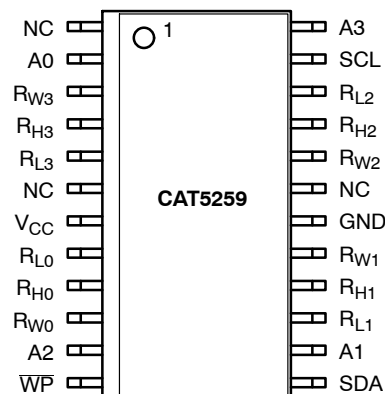 NC 1 A3
A0 SCL
RW3 RL2
RH3 RH2
RL3 RW2
NC CAT5259 NC
VCC GND
RL0 RW1
RH0 RH1
RW0 RL1
A2 A1
W̅P̅ SDA